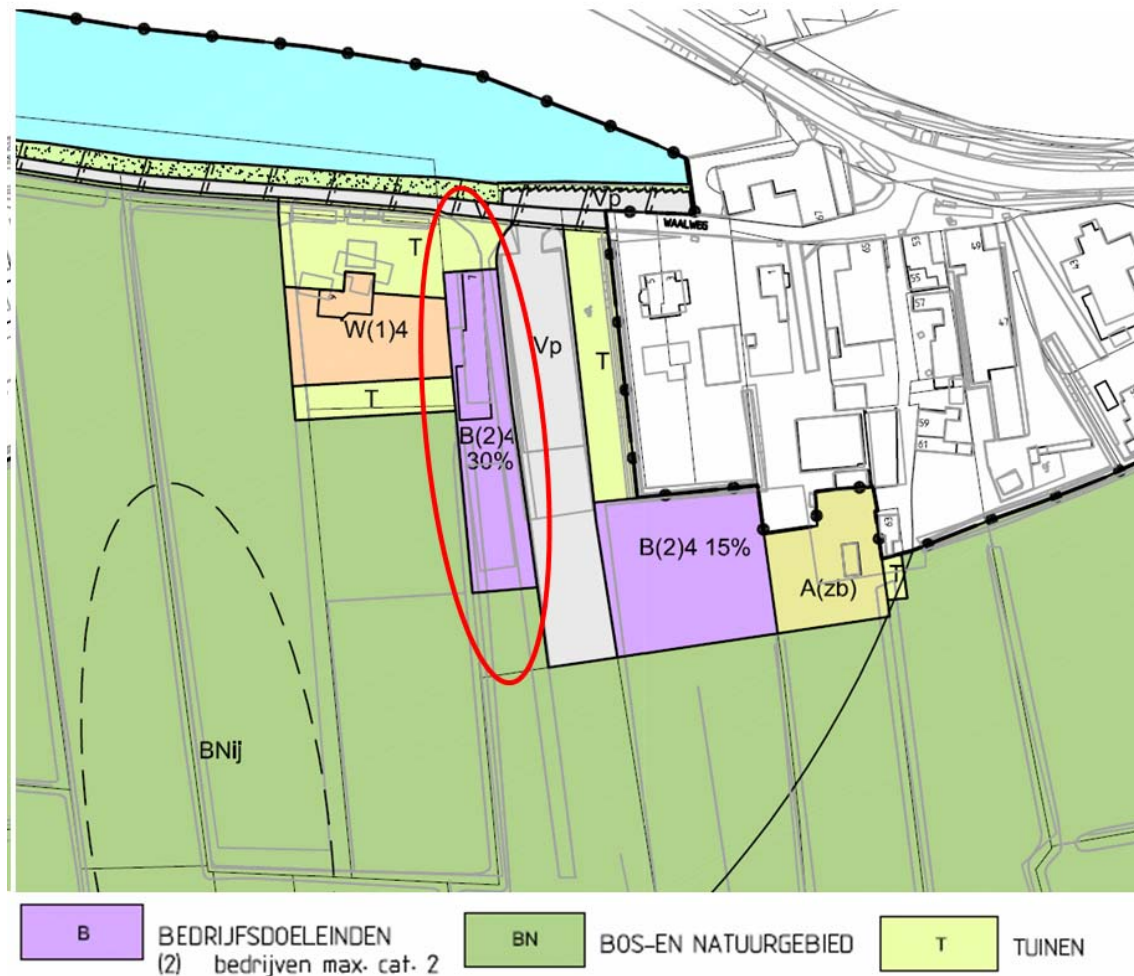 Vp
WAALWEG
T
W(1)4
Vp
T
T
B(2)4
30%
B(2)4 15%
A(zb)
T
BNij
B
BEDRIJFSDOELEINDEN
(2) bedrijven max. cat. 2
BN
BOS-EN NATUURGEBIED
T
TUINEN